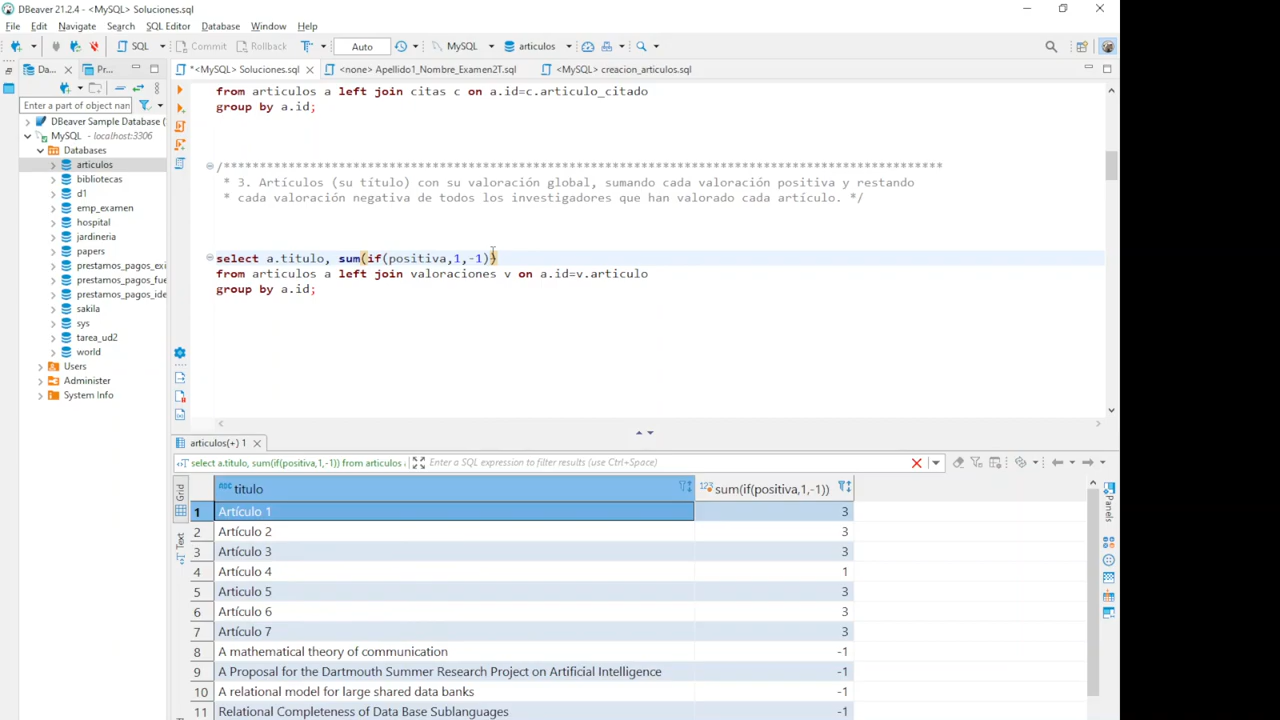 DBeaver 21.2.4 - <MySQL> Soluciones.sql
File Edit Navigate Search SQL Editor Database Window Help
SQL Commit Rollback Auto MySQL articulos
Da... Pr...
*<MySQL> Soluciones.sql
<none> Apellido1_Nombre_Examen2T.sql
<MySQL> creacion_articulos.sql
Enter a part of object nam
DBeaver Sample Database (
MySQL - localhost:3306
Databases
articulos
bibliotecas
d1
emp_examen
hospital
jardineria
papers
prestamos_pagos_exi
prestamos_pagos_fue
prestamos_pagos_ide
sakila
sys
tarea_ud2
world
Users
Administer
System Info
from articulos a left join citas c on a.id=c.articulo_citado
group by a.id;
/****************************************************************************************************
* 3. Artículos (su título) con su valoración global, sumando cada valoración positiva y restando
* cada valoración negativa de todos los investigadores que han valorado cada artículo. */
select a.titulo, sum(if(positiva,1,-1))
from articulos a left join valoraciones v on a.id=v.articulo
group by a.id;
articulos(+) 1
select a.titulo, sum(if(positiva,1,-1)) from articulos
Enter a SQL expression to filter results (use Ctrl+Space)
Grid
Text
Panels
titulo sum(if(positiva,1,-1))
1 Artículo 1 3
2 Artículo 2 3
3 Artículo 3 3
4 Artículo 4 1
5 Articulo 5 3
6 Artículo 6 3
7 Artículo 7 3
8 A mathematical theory of communication -1
9 A Proposal for the Dartmouth Summer Research Project on Artificial Intelligence -1
10 A relational model for large shared data banks -1
11 Relational Completeness of Data Base Sublanguages -1